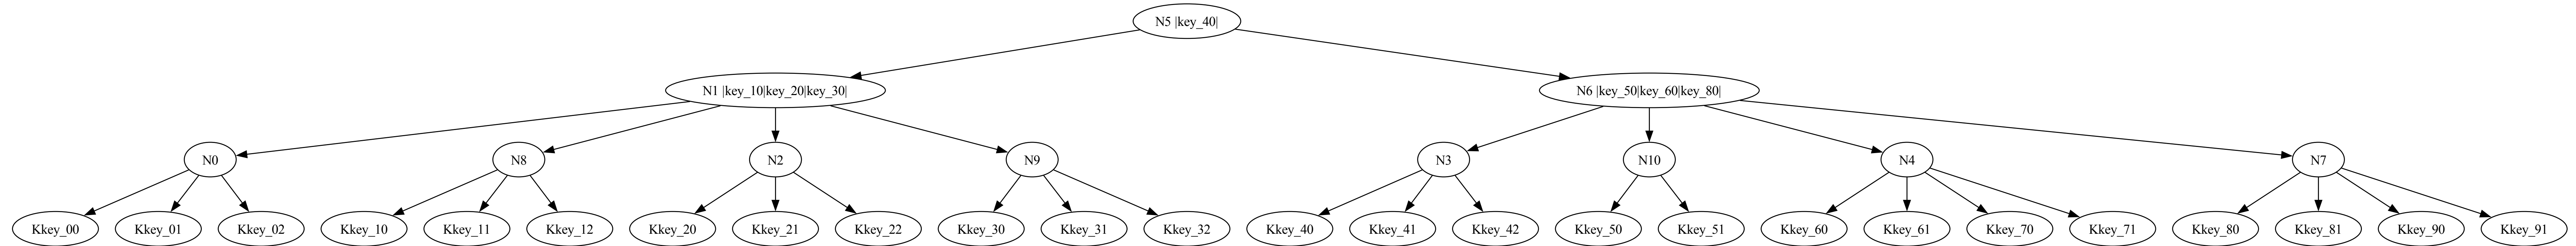 N5 |key_40|
N1 |key_10|key_20|key_30|
N6 |key_50|key_60|key_80|
N0
N8
N2
N9
N3
N10
N4
N7
Kkey_00
Kkey_01
Kkey_02
Kkey_10
Kkey_11
Kkey_12
Kkey_20
Kkey_21
Kkey_22
Kkey_30
Kkey_31
Kkey_32
Kkey_40
Kkey_41
Kkey_42
Kkey_50
Kkey_51
Kkey_60
Kkey_61
Kkey_70
Kkey_71
Kkey_80
Kkey_81
Kkey_90
Kkey_91